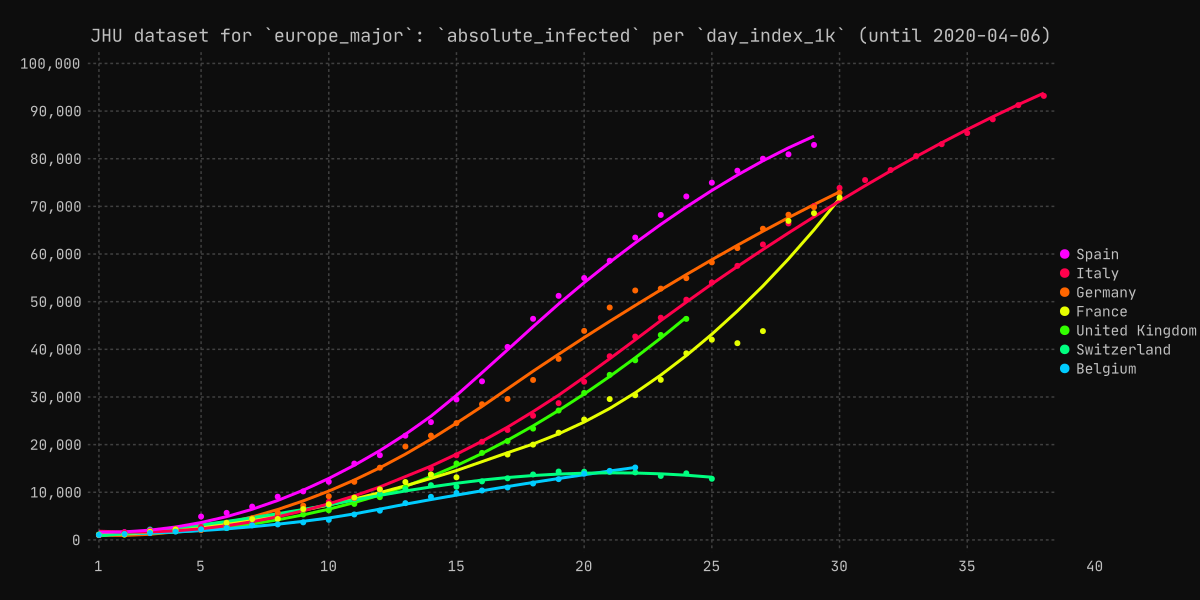 JHU dataset for `europe_major`: `absolute_infected` per `day_index_1k` (until 2020-04-06)
100,000
90,000
80,000
70,000
60,000
50,000
40,000
30,000
20,000
10,000
0
1 5 10 15 20 25 30 35 40
Spain
Italy
Germany
France
United Kingdom
Switzerland
Belgium